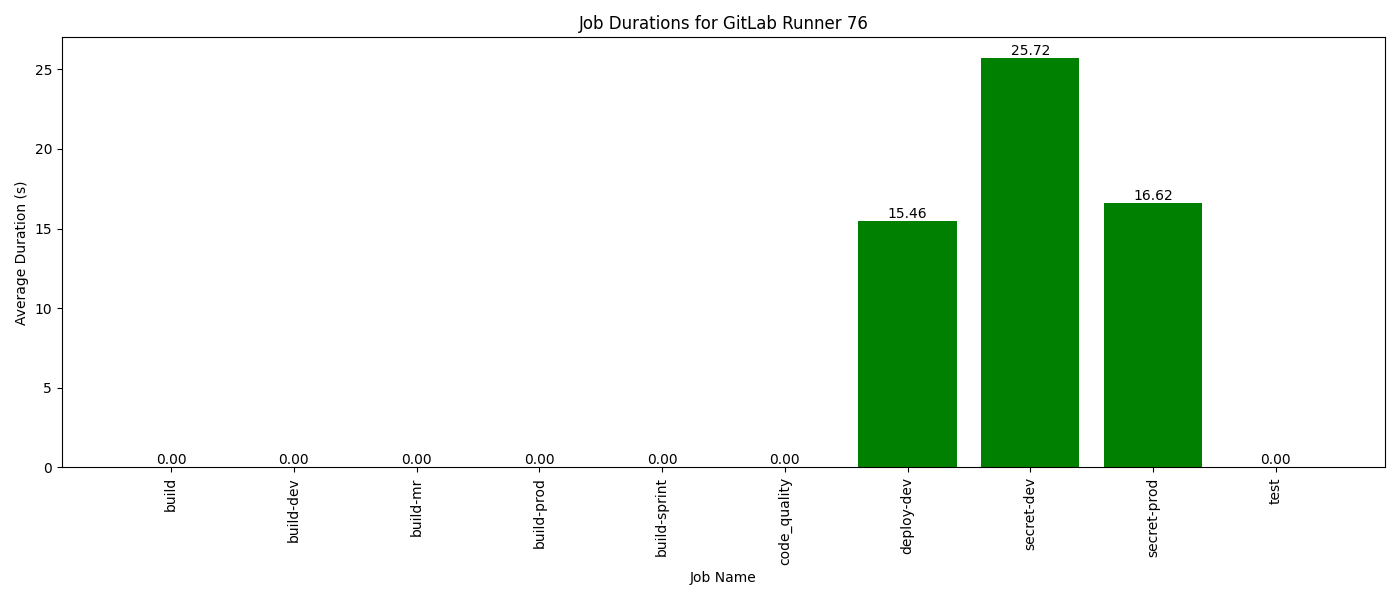 Job Durations for GitLab Runner 76
25.72
25
20
16.62
15.46
15
Average Duration (s)
10
5
0.00 0.00 0.00 0.00 0.00 0.00 0.00
0
build
build-dev
build-mr
build-prod
build-sprint
code_quality
deploy-dev
secret-dev
secret-prod
test
Job Name